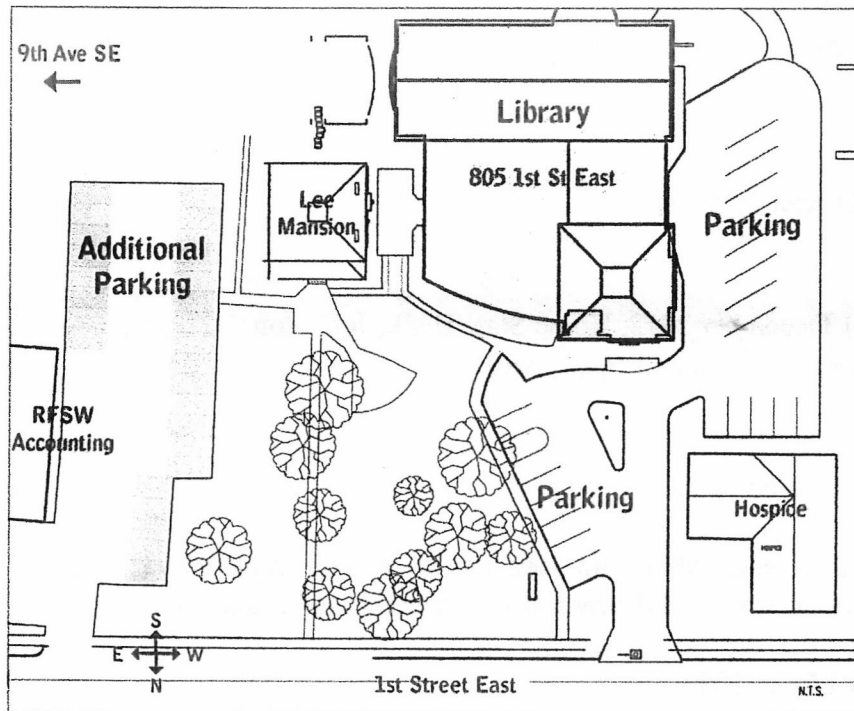 9th Ave SE
Library
805 1st St East
Lee
Mansion
Parking
Additional
Parking
RFSW
Accounting
Parking
Hospice
HOSPICE
S
E W
N
1st Street East
N.T.S.